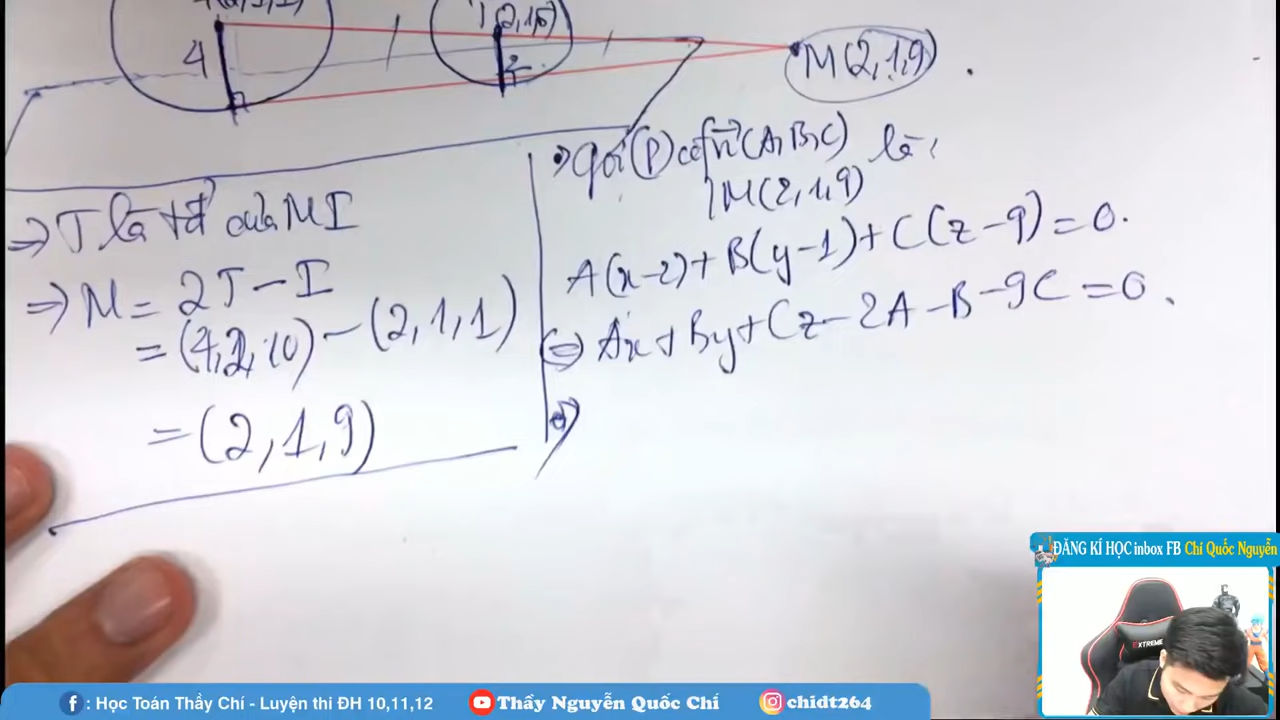 4
J(2,1,5)
2
M(2,1,9).
⇒ J là tđ của MI
⇒ M = 2J - I
= (4,2,10) - (2,1,1)
= (2,1,9)
Gọi (P) có { n⃗ (A,B,C) là:
M(2,1,9)
A(x-2) + B(y-1) + C(z-9) = 0.
⇔ Ax + By + Cz - 2A - B - 9C = 0.
ĐĂNG KÍ HỌC inbox FB Chí Quốc Nguyễn
EXTREME
f : Học Toán Thầy Chí - Luyện thi ĐH 10,11,12
Thầy Nguyễn Quốc Chí
chidt264